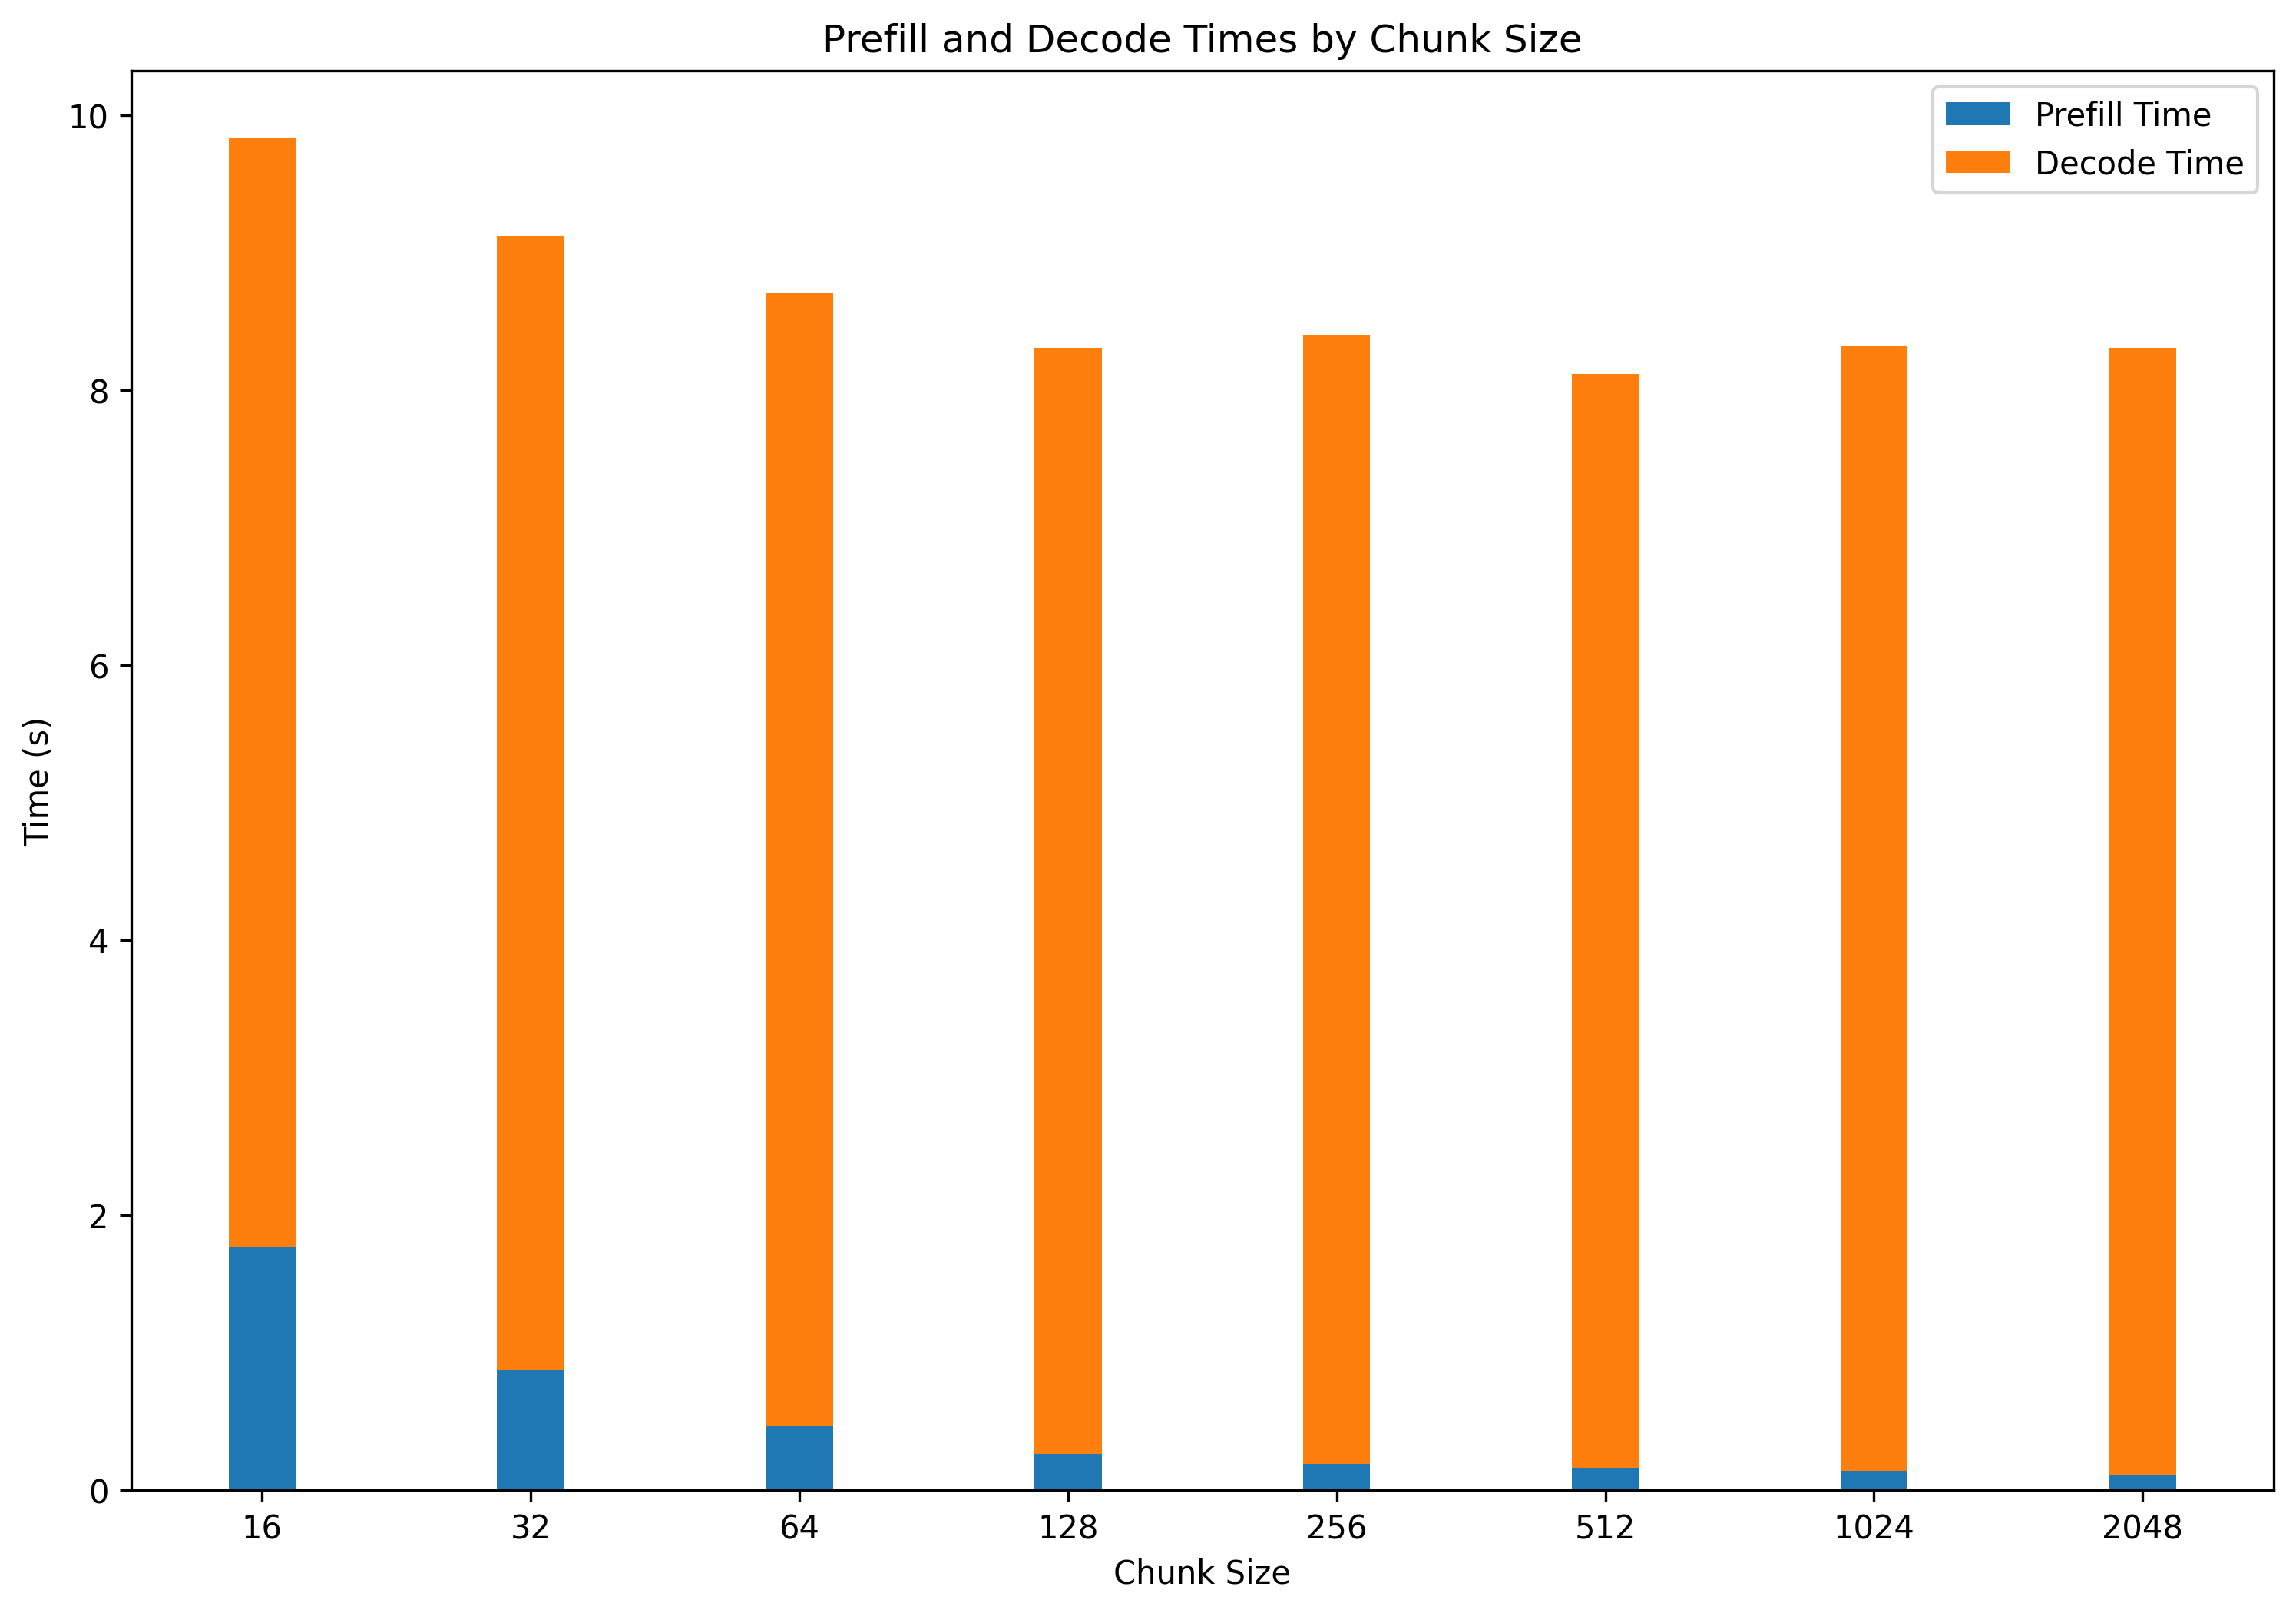 Prefill and Decode Times by Chunk Size
Prefill Time
Decode Time
Time (s)
10
8
6
4
2
0
16 32 64 128 256 512 1024 2048
Chunk Size